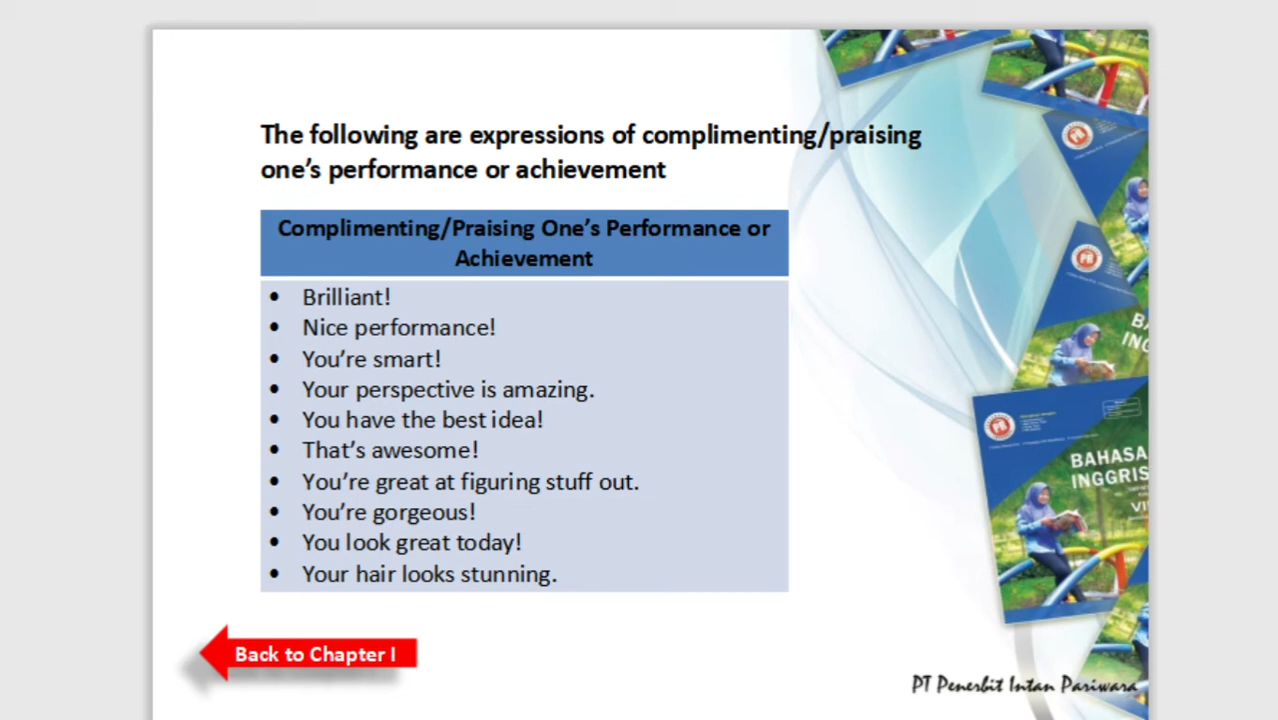 The following are expressions of complimenting/praising
one’s performance or achievement
Complimenting/Praising One’s Performance or
Achievement
• Brilliant!
• Nice performance!
• You’re smart!
• Your perspective is amazing.
• You have the best idea!
• That’s awesome!
• You’re great at figuring stuff out.
• You’re gorgeous!
• You look great today!
• Your hair looks stunning.
Back to Chapter I
BAHASA
INGGRIS
PT Penerbit Intan Pariwara